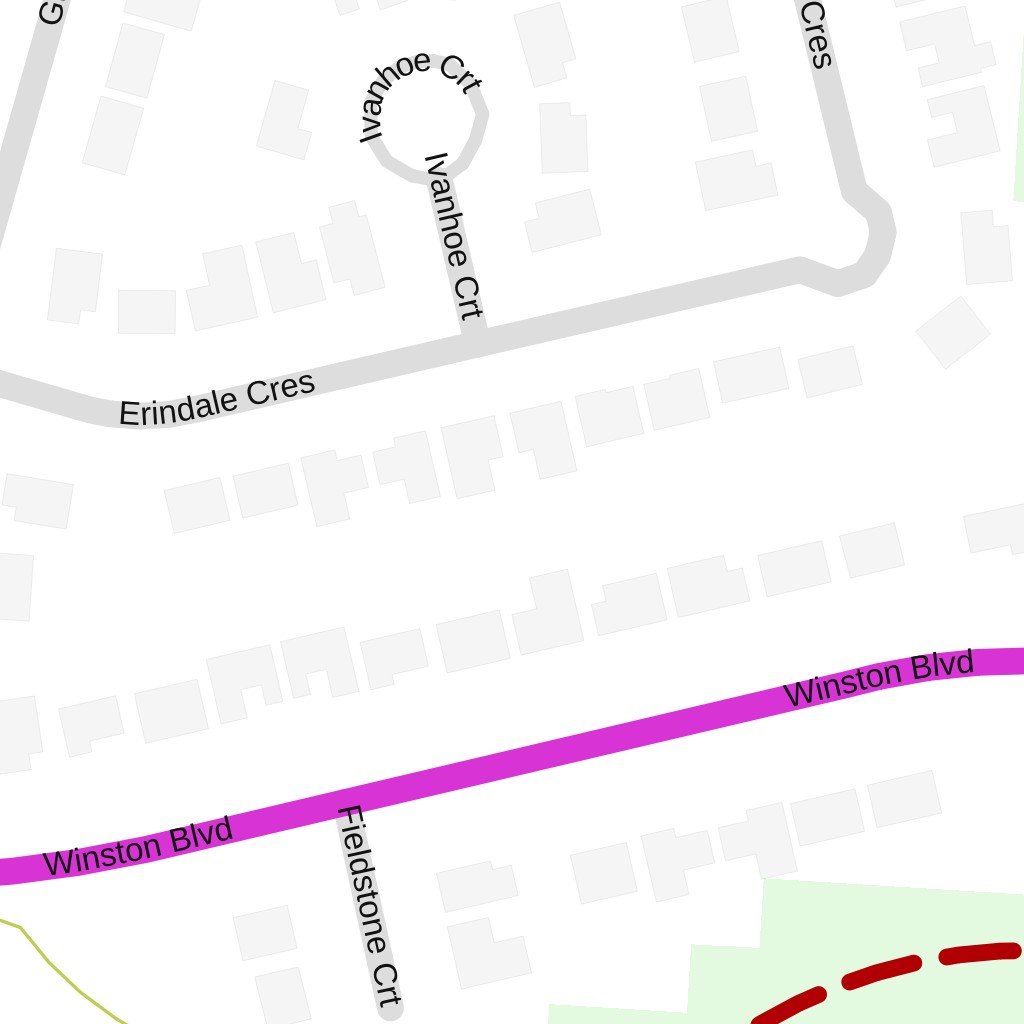 G
Cres
Ivanhoe Crt
Ivanhoe Crt
Erindale Cres
Winston Blvd
Winston Blvd
Fieldstone Crt